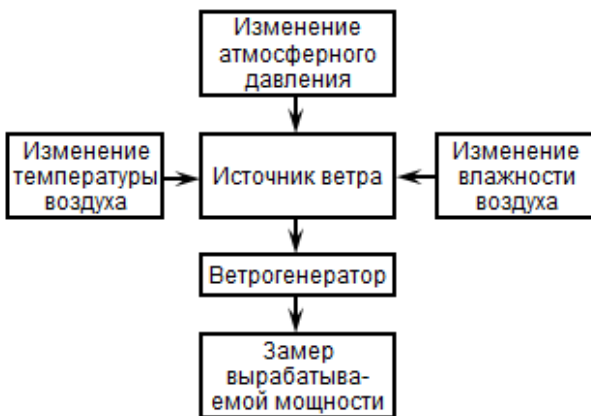 Изменение
атмосферного
давления
Изменение
температуры
воздуха
Источник ветра
Изменение
влажности
воздуха
Ветрогенератор
Замер
вырабатыва-
емой мощности